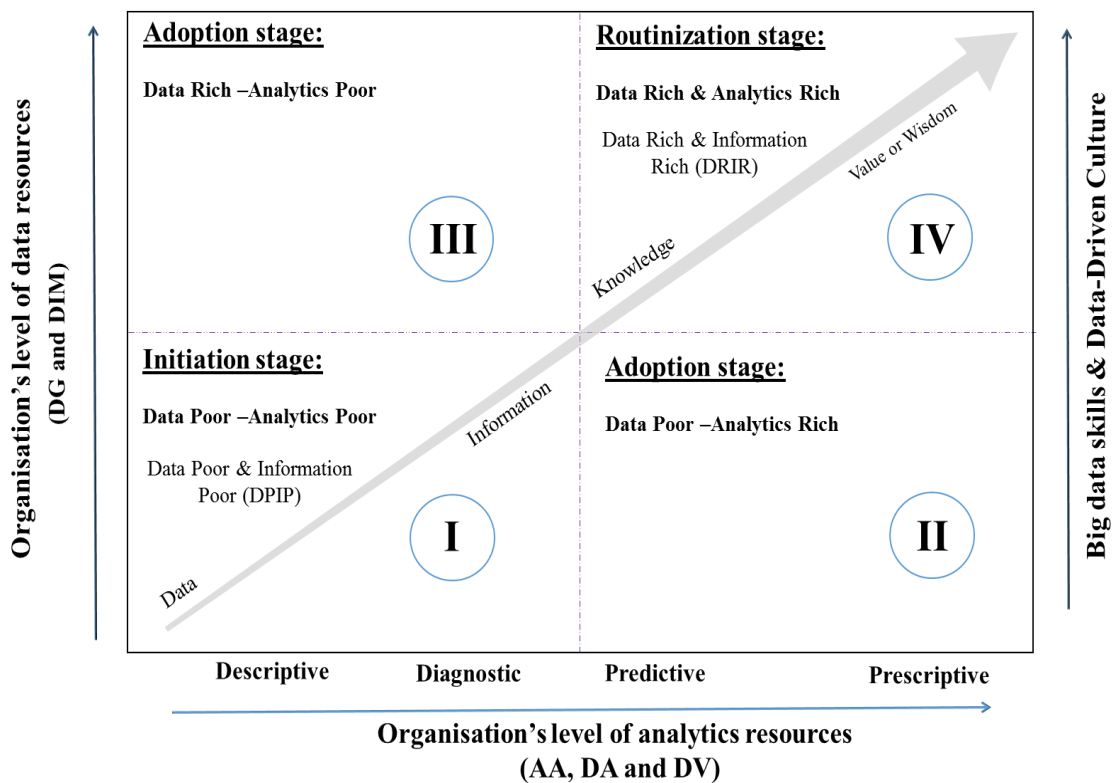 Adoption stage:
Data Rich –Analytics Poor
III
Routinization stage:
Data Rich & Analytics Rich
Data Rich & Information
Rich (DRIR)
IV
Initiation stage:
Data Poor –Analytics Poor
Data Poor & Information
Poor (DPIP)
I
Adoption stage:
Data Poor –Analytics Rich
II
Data
Information
Knowledge
Value or Wisdom
Organisation's level of data resources
(DG and DIM)
Big data skills & Data-Driven Culture
Descriptive
Diagnostic
Predictive
Prescriptive
Organisation's level of analytics resources
(AA, DA and DV)